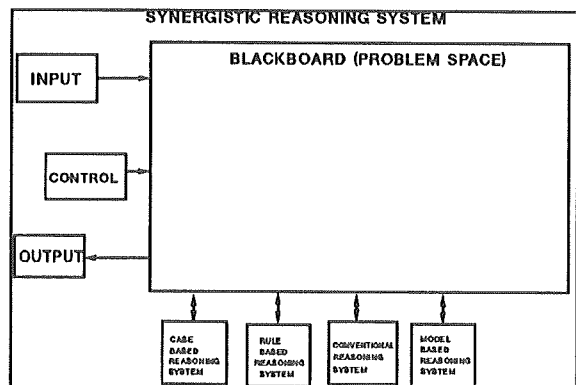 SYNERGISTIC REASONING SYSTEM
BLACKBOARD (PROBLEM SPACE)
INPUT
CONTROL
OUTPUT
CASE
BASED
REASONING
SYSTEM
RULE
BASED
REASONING
SYSTEM
CONVENTIONAL
REASONING
SYSTEM
MODEL
BASED
REASONING
SYSTEM